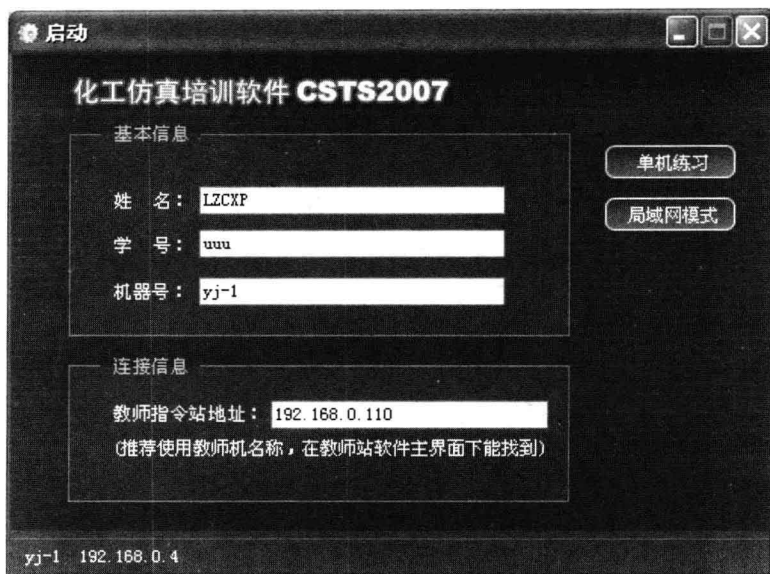 启动
化工仿真培训软件 CSTS2007
基本信息
姓 名： LZCXP
学 号： uuu
机器号： yj-1
单机练习
局域网模式
连接信息
教师指令站地址： 192.168.0.110
(推荐使用教师机名称，在教师站软件主界面下能找到)
yj-1 192.168.0.4